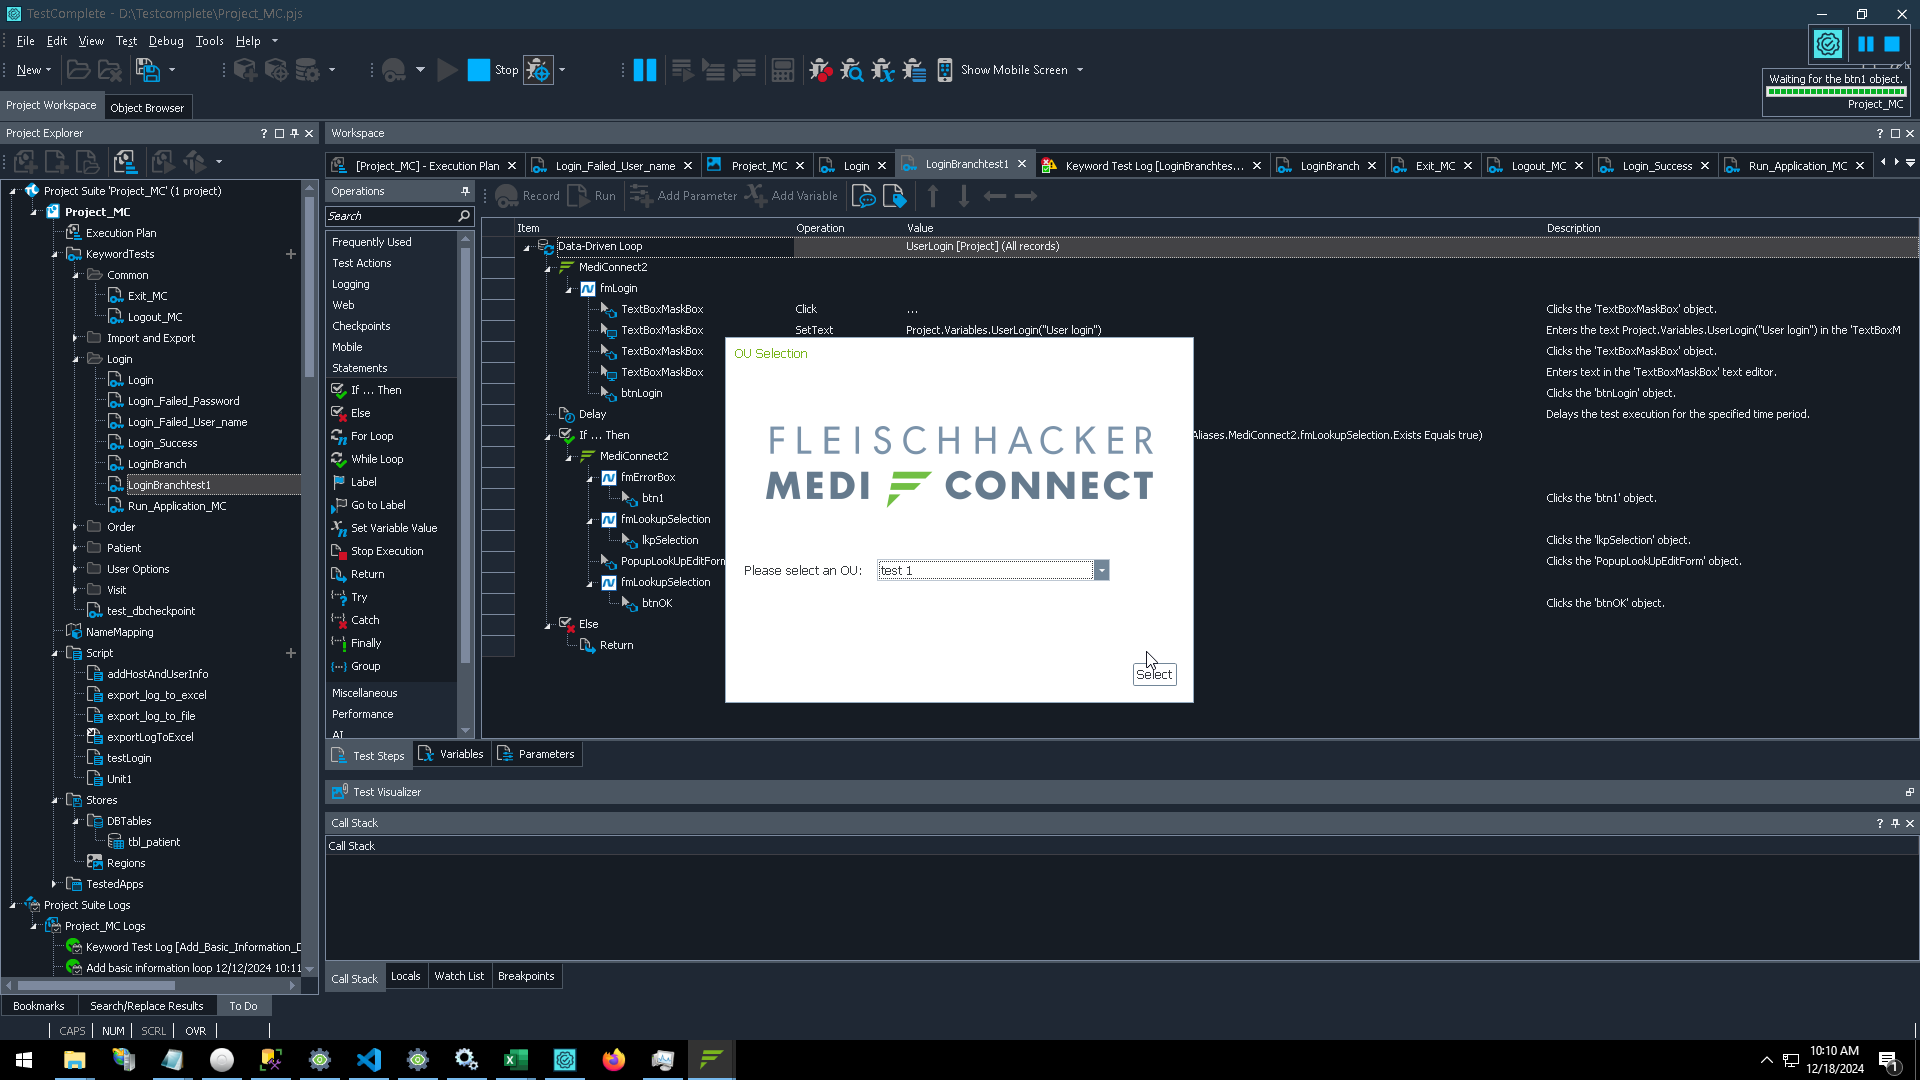 TestComplete - D:\Testcomplete\Project_MC.pjs
File Edit View Test Debug Tools Help
New Stop Show Mobile Screen
Waiting for the btn1 object.
Project_MC
Project Workspace Object Browser
Project Explorer ? Workspace ?
[Project_MC] - Execution Plan Login_Failed_User_name Project_MC Login LoginBranchtest1 Keyword Test Log [LoginBranchtes... LoginBranch Exit_MC Logout_MC Login_Success Run_Application_MC
Project Suite 'Project_MC' (1 project)
Project_MC
Execution Plan
KeywordTests
Common
Exit_MC
Logout_MC
Import and Export
Login
Login
Login_Failed_Password
Login_Failed_User_name
Login_Success
LoginBranch
LoginBranchtest1
Run_Application_MC
Order
Patient
User Options
Visit
test_dbcheckpoint
NameMapping
Script
addHostAndUserInfo
export_log_to_excel
export_log_to_file
exportLogToExcel
testLogin
Unit1
Stores
DBTables
tbl_patient
Regions
TestedApps
Project Suite Logs
Project_MC Logs
Keyword Test Log [Add_Basic_Information_D
Add basic information loop 12/12/2024 10:11
Bookmarks Search/Replace Results To Do
CAPS NUM SCRL OVR
Operations
Search
Frequently Used
Test Actions
Logging
Web
Checkpoints
Mobile
Statements
If ... Then
Else
For Loop
While Loop
Label
Go to Label
Set Variable Value
Stop Execution
Return
Try
Catch
Finally
Group
Miscellaneous
Performance
AI
Record Run Add Parameter Add Variable
Item Operation Value Description
Data-Driven Loop UserLogin [Project] (All records)
MediConnect2
fmLogin
TextBoxMaskBox Click ... Clicks the 'TextBoxMaskBox' object.
TextBoxMaskBox SetText Project.Variables.UserLogin("User login") Enters the text Project.Variables.UserLogin("User login") in the 'TextBoxM
TextBoxMaskBox Clicks the 'TextBoxMaskBox' object.
TextBoxMaskBox Enters text in the 'TextBoxMaskBox' text editor.
btnLogin Clicks the 'btnLogin' object.
Delay Delays the test execution for the specified time period.
If ... Then Aliases.MediConnect2.fmLookupSelection.Exists Equals true)
MediConnect2
fmErrorBox
btn1 Clicks the 'btn1' object.
fmLookupSelection
lkpSelection Clicks the 'lkpSelection' object.
PopupLookUpEditForm Clicks the 'PopupLookUpEditForm' object.
fmLookupSelection
btnOK Clicks the 'btnOK' object.
Else
Return
OU Selection
FLEISCHHACKER
MEDI CONNECT
Please select an OU: test 1
Select
Test Steps Variables Parameters
Test Visualizer
Call Stack ?
Call Stack
Call Stack Locals Watch List Breakpoints
10:10 AM
12/18/2024
1